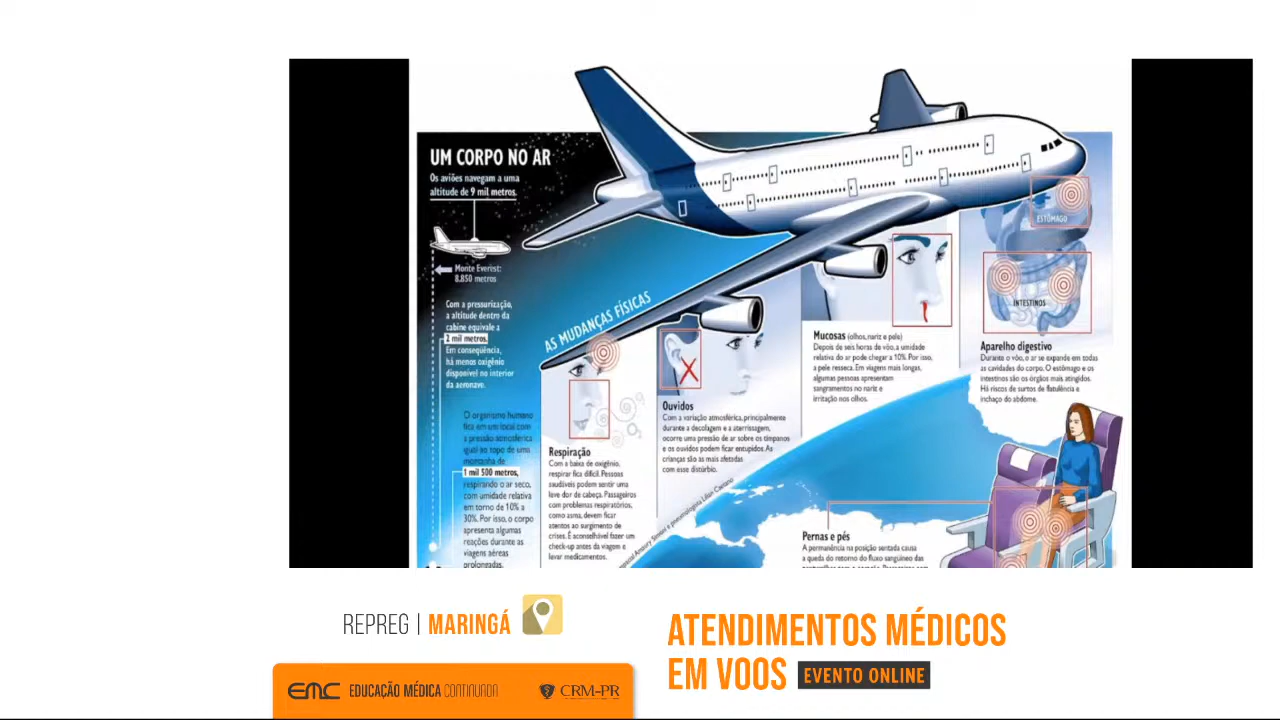 UM CORPO NO AR
Os aviões navegam a uma
altitude de 9 mil metros.
Monte Everist:
8.850 metros
Com a pressurização,
a altitude dentro da
cabine equivale a
2 mil metros.
Em conseqüência,
há menos oxigênio
disponível no interior
da aeronave.
O organismo humano
fica em um local com
a pressão atmosférica
igual ao topo de uma
montanha de
1 mil 500 metros,
respirando o ar seco,
com umidade relativa
em torno de 10% a
30%. Por isso, o corpo
apresenta algumas
reações durante as
viagens aéreas
prolongadas.
AS MUDANÇAS FÍSICAS
Respiração
Com a baixa de oxigênio,
respirar fica difícil. Pessoas
saudáveis podem sentir uma
leve dor de cabeça. Passageiros
com problemas respiratórios,
como asma, devem ficar
atentos ao surgimento de
crises. É aconselhável fazer um
check-up antes da viagem e
levar medicamentos.
Ouvidos
Com a variação atmosférica, principalmente
durante a decolagem e a aterrissagem,
ocorre uma pressão de ar sobre os tímpanos
e os ouvidos podem ficar entupidos. As
crianças são as mais afetadas
com esse distúrbio.
Mucosas (olhos, nariz e pele)
Depois de seis horas de vôo, a umidade
relativa do ar pode chegar a 10%. Por isso,
a pele resseca. Em viagens mais longas,
algumas pessoas apresentam
sangramentos no nariz e
irritação nos olhos.
ESTÔMAGO
INTESTINOS
Aparelho digestivo
Durante o vôo, o ar se expande em todas
as cavidades do corpo. O estômago e os
intestinos são os órgãos mais atingidos.
Há riscos de surtos de flatulência e
inchaço do abdome.
Pernas e pés
A permanência na posição sentada causa
a queda do retorno do fluxo sanguíneo das
e pneumologista Lilian Caetano
REPREG | MARINGÁ
EMC EDUCAÇÃO MÉDICA CONTINUADA
CRM-PR
ATENDIMENTOS MÉDICOS
EM VOOS EVENTO ONLINE